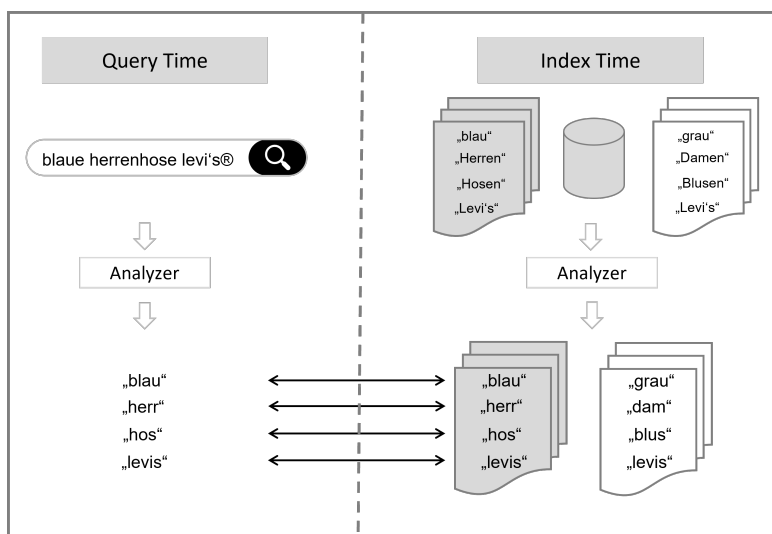 Query Time
blaue herrenhose levi‘s®
Analyzer
„blau“
„herr“
„hos“
„levis“
Index Time
„blau“
„Herren“
„Hosen“
„Levi‘s“
„grau“
„Damen“
„Blusen“
„Levi‘s“
Analyzer
„blau“
„herr“
„hos“
„levis“
„grau“
„dam“
„blus“
„levis“